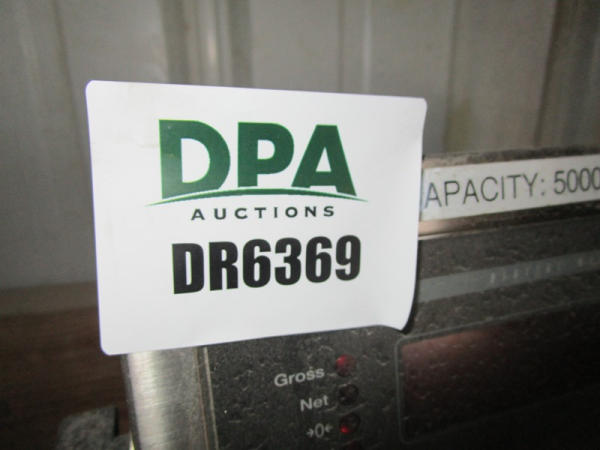 DPA
AUCTIONS
DR6369
APACITY: 5000
Gross
Net
→0←